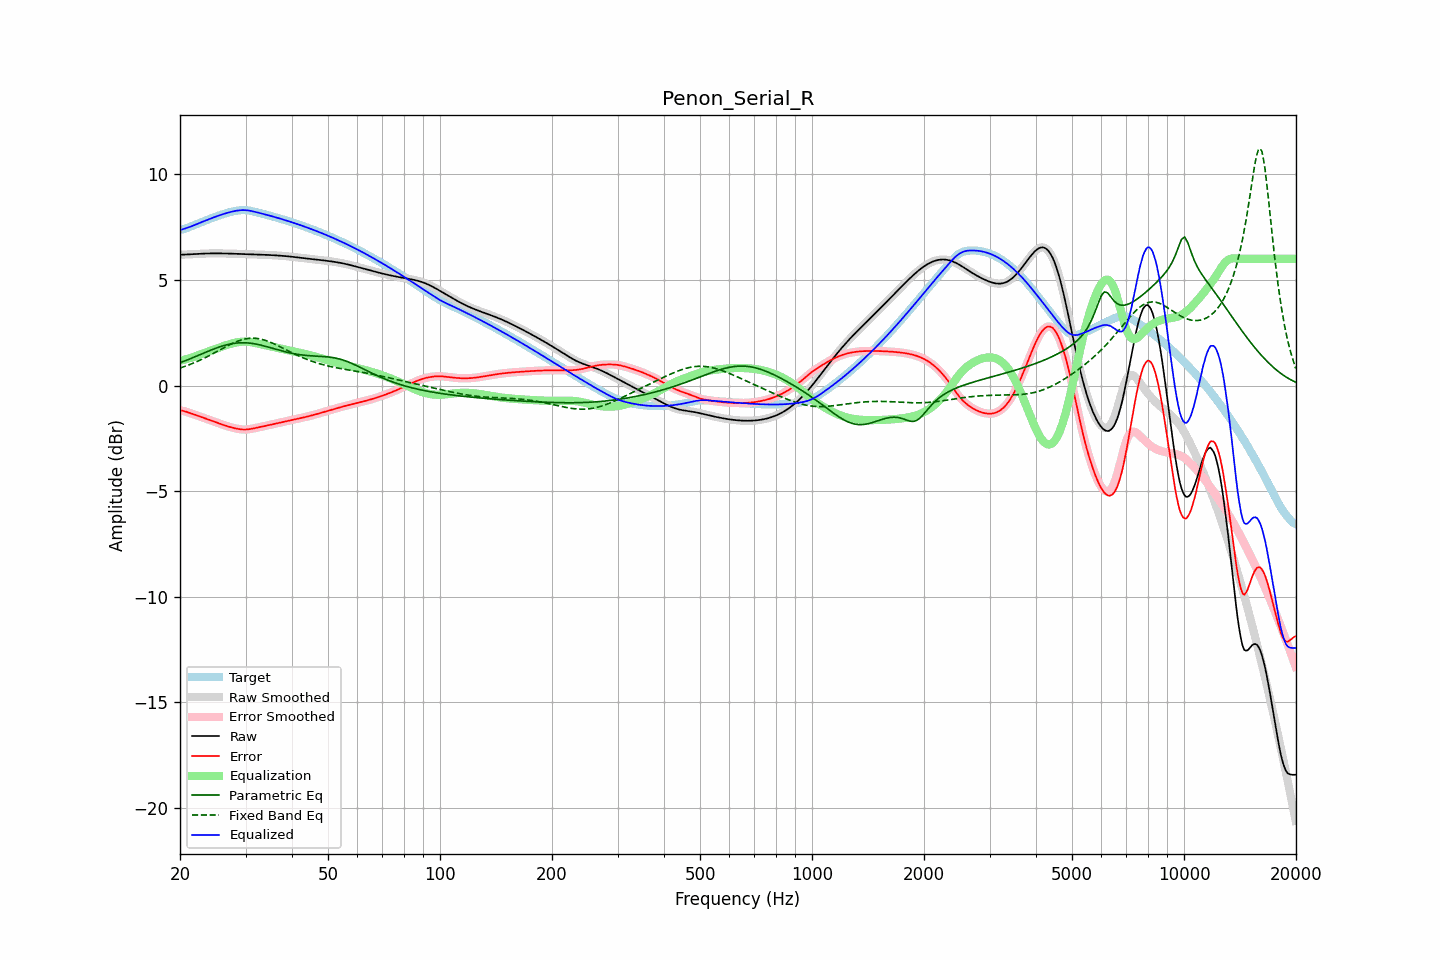 Penon_Serial_R
Amplitude (dBr)
10
5
0
−5
−10
−15
−20
Target
Raw Smoothed
Error Smoothed
Raw
Error
Equalization
Parametric Eq
Fixed Band Eq
Equalized
20 50 100 200 500 1000 2000 5000 10000 20000
Frequency (Hz)